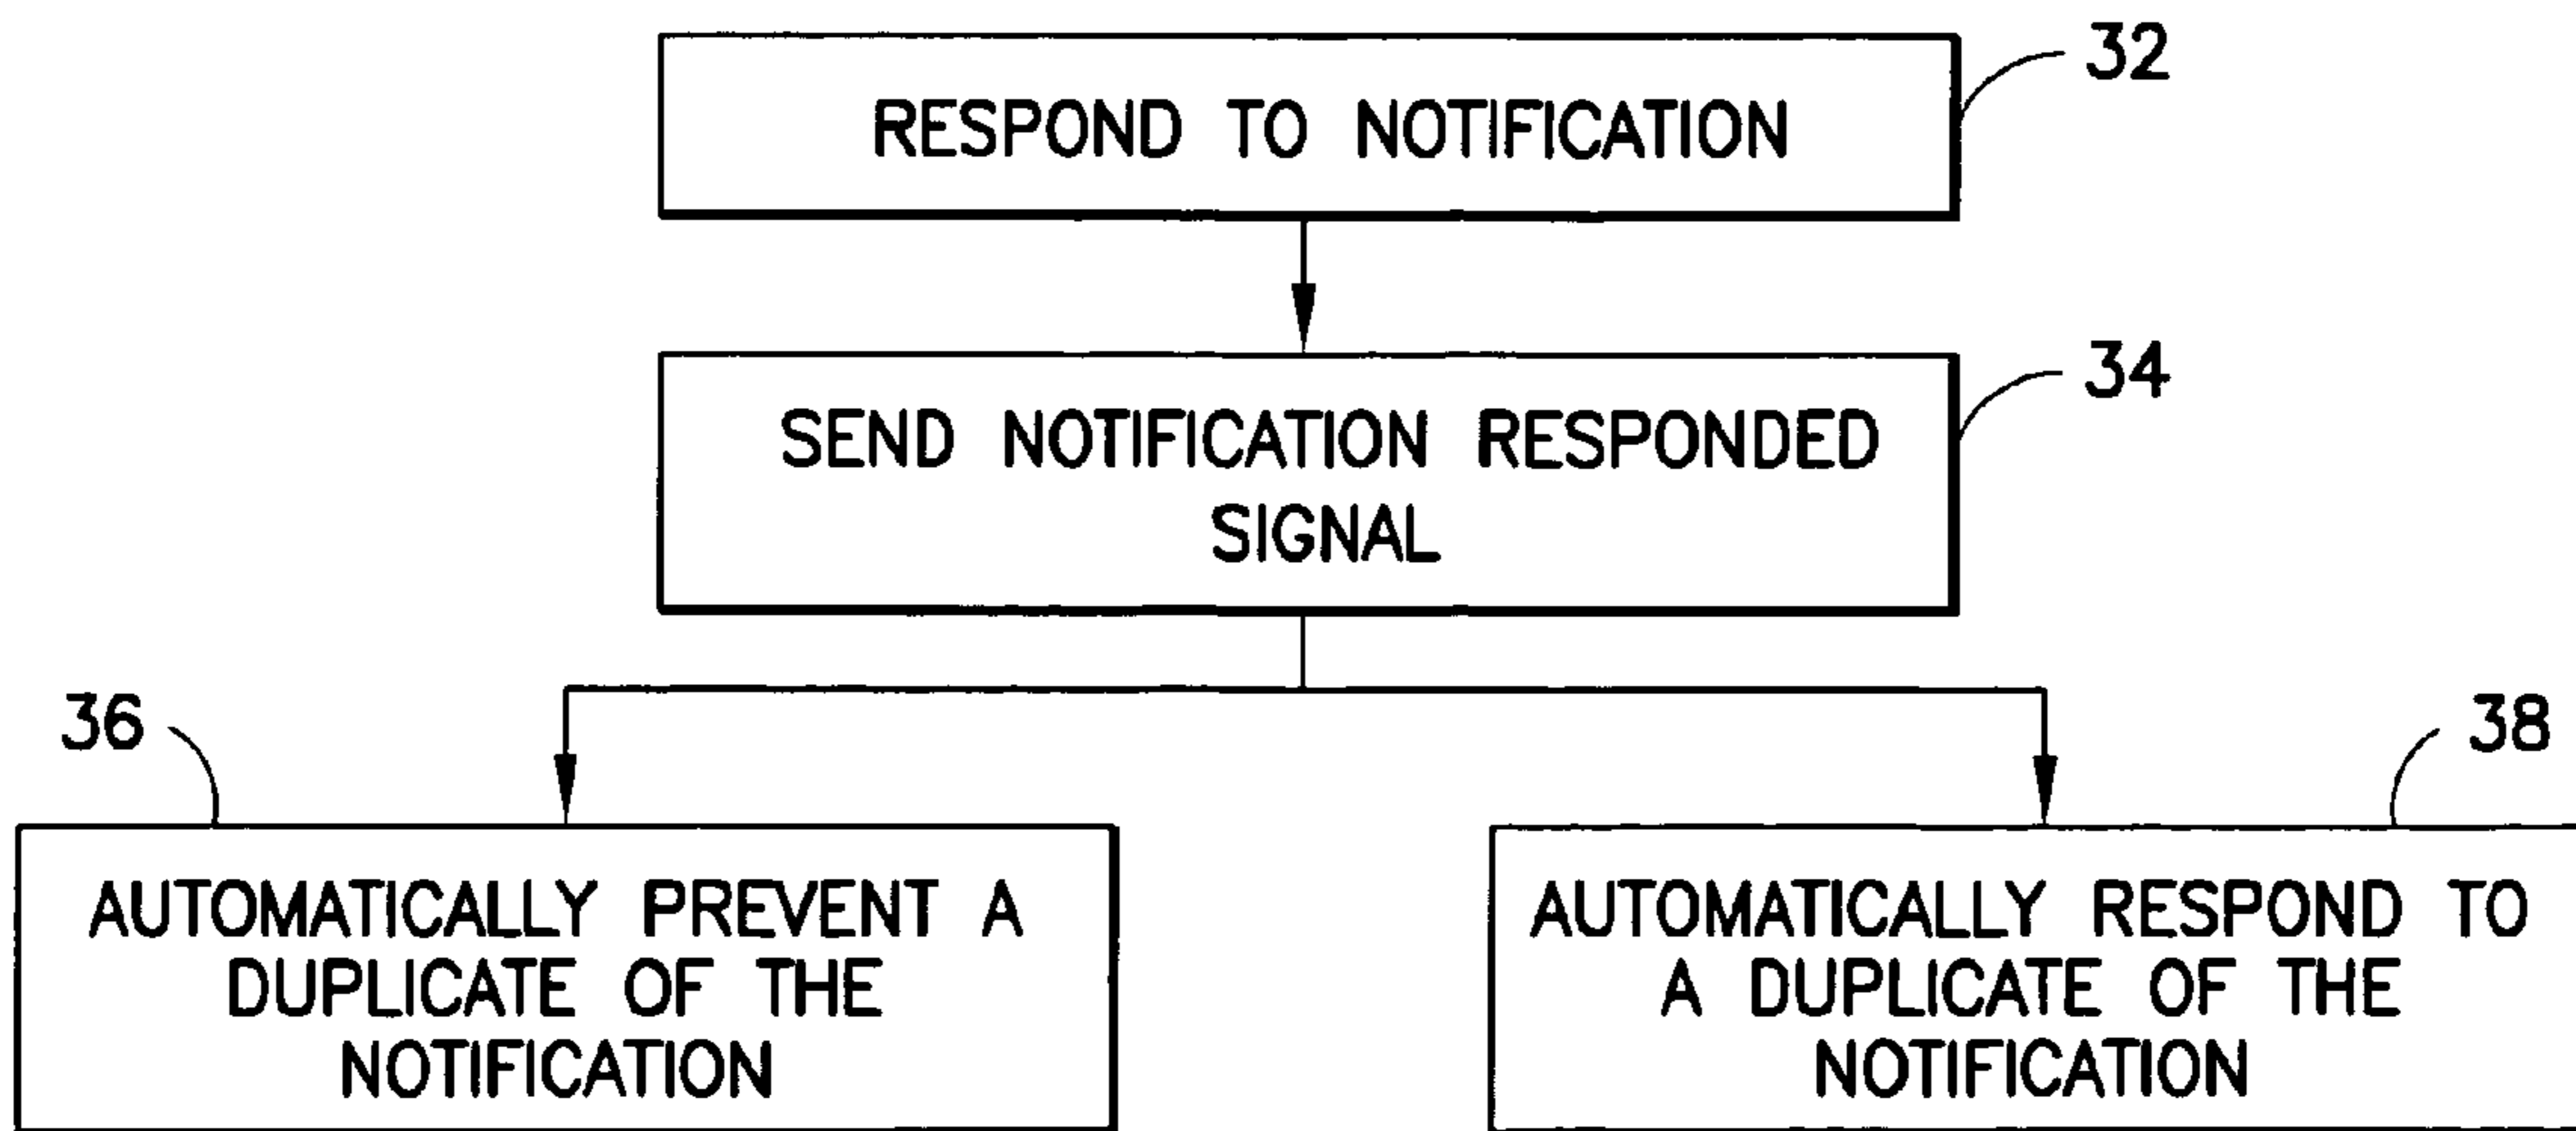 RESPOND TO NOTIFICATION
32
SEND NOTIFICATION RESPONDED
SIGNAL
34
36
AUTOMATICALLY PREVENT A
DUPLICATE OF THE
NOTIFICATION
38
AUTOMATICALLY RESPOND TO
A DUPLICATE OF THE
NOTIFICATION